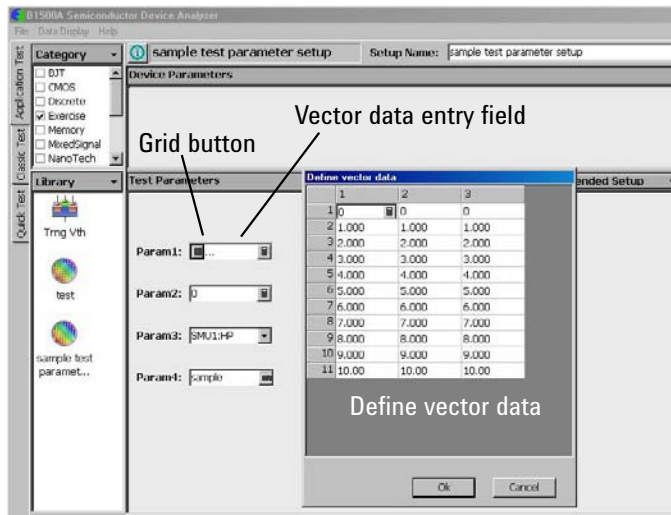 B1500A Semiconductor Device Analyzer
File Data Display Help
Application Test
Classic Test
Quick Test
Category
BJT
CMOS
Discrete
Exercise
Memory
MixedSignal
NanoTech
Library
Trng Vth
test
sample test
paramet...
sample test parameter setup
Setup Name: sample test parameter setup
Device Parameters
Grid button
Vector data entry field
Test Parameters
Param1: ...
Param2: 0
Param3: SMU1:HP
Param4: sample
ended Setup
Define vector data
1 2 3
1 0 0 0
2 1.000 1.000 1.000
3 2.000 2.000 2.000
4 3.000 3.000 3.000
5 4.000 4.000 4.000
6 5.000 5.000 5.000
7 6.000 6.000 6.000
8 7.000 7.000 7.000
9 8.000 8.000 8.000
10 9.000 9.000 9.000
11 10.00 10.00 10.00
Define vector data
Ok Cancel